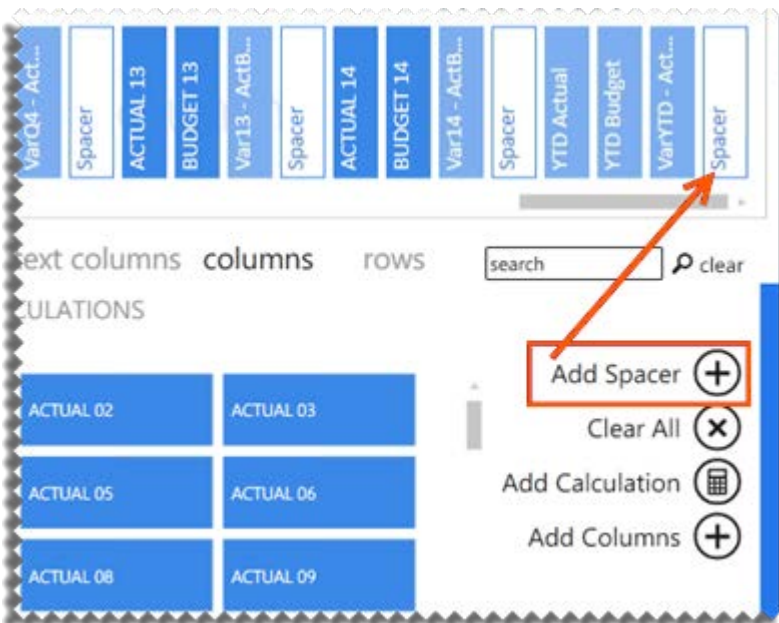 VarQ4 - Act...
Spacer
ACTUAL 13
BUDGET 13
Var13 - ActB...
Spacer
ACTUAL 14
BUDGET 14
Var14 - ActB...
Spacer
YTD Actual
YTD Budget
VarYTD - Act...
Spacer
ext columns columns rows search clear
CULATIONS
Add Spacer
ACTUAL 02 ACTUAL 03
Clear All
ACTUAL 05 ACTUAL 06
Add Calculation
Add Columns
ACTUAL 08 ACTUAL 09